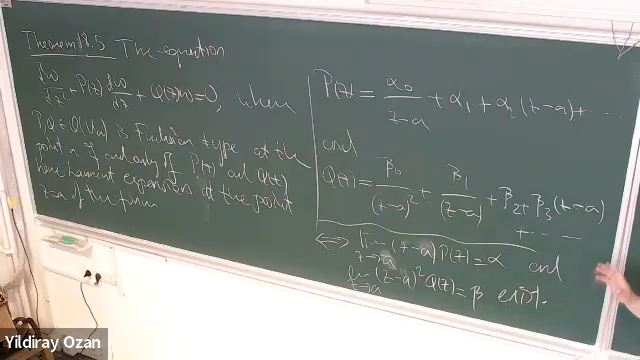 Theorem 18.5 The equation
d²w/dz² + P(z) dw/dz + Q(z)w = 0, where
P, Q ∈ O(Ua) is Fuchsian type at the
point a if and only if P(z) and Q(z)
have Laurent expansions at the point
z=a of the form
P(z) = α₀/(z-a) + α₁ + α₂(z-a) + ...
and
Q(z) = β₀/(z-a)² + β₁/(z-a) + β₂ + β₃(z-a)
+ ...
⟺ lim z→a (z-a)P(z) = α and
lim z→a (z-a)²Q(z) = β exist.
Yildiray Ozan